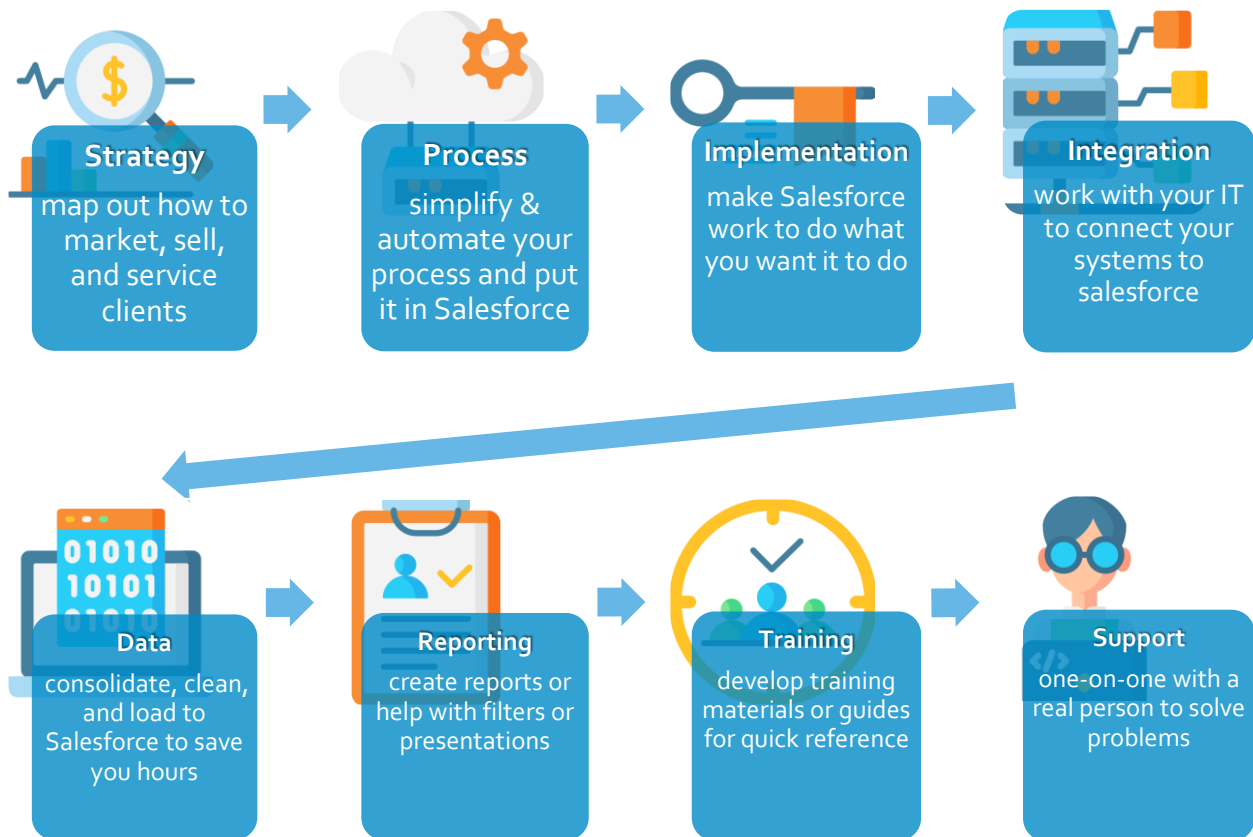 Strategy
map out how to
market, sell,
and service
clients
Process
simplify &
automate your
process and put
it in Salesforce
Implementation
make Salesforce
work to do what
you want it to do
Integration
work with your IT
to connect your
systems to
salesforce
01010
10101
01010
Data
consolidate, clean,
and load to
Salesforce to save
you hours
Reporting
create reports or
help with filters or
presentations
Training
develop training
materials or guides
for quick reference
Support
</>
one-on-one with a
real person to solve
problems